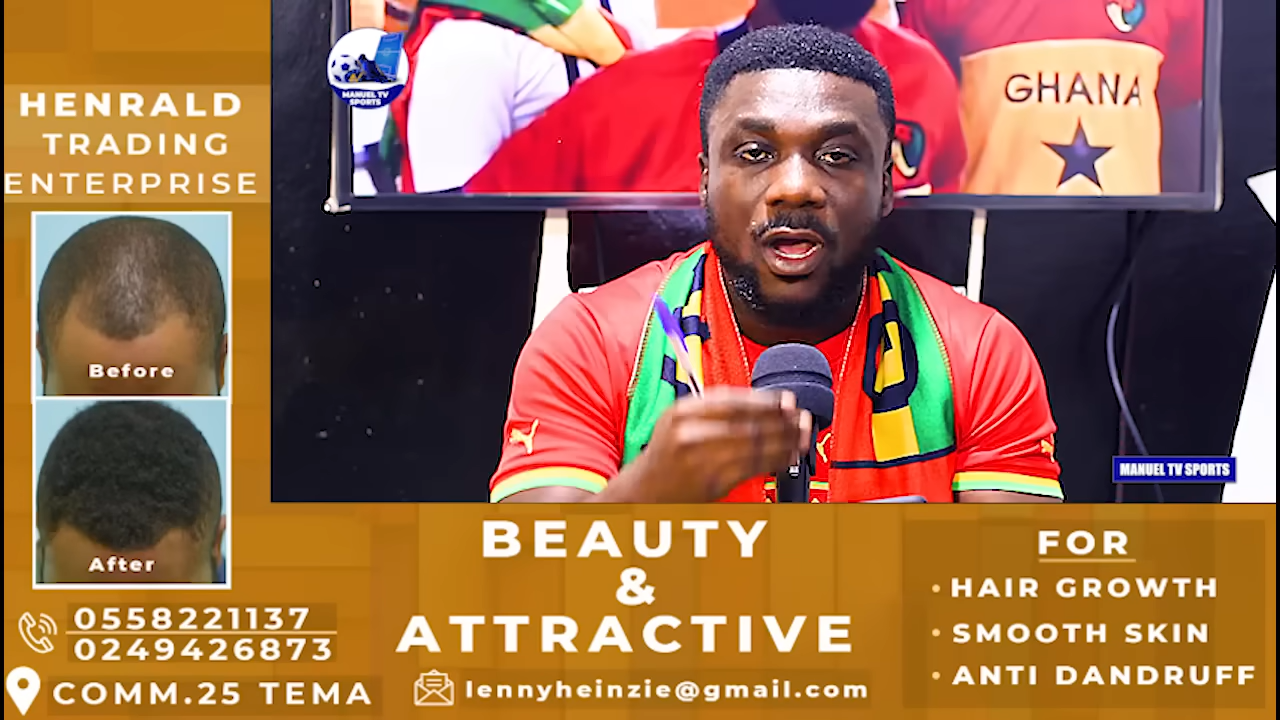 HENRALD
TRADING
ENTERPRISE
Before
After
0558221137
0249426873
COMM.25 TEMA
MANUEL TV
SPORTS
GHANA
MANUEL TV SPORTS
BEAUTY
&
ATTRACTIVE
lennyheinzie@gmail.com
FOR
• HAIR GROWTH
• SMOOTH SKIN
• ANTI DANDRUFF